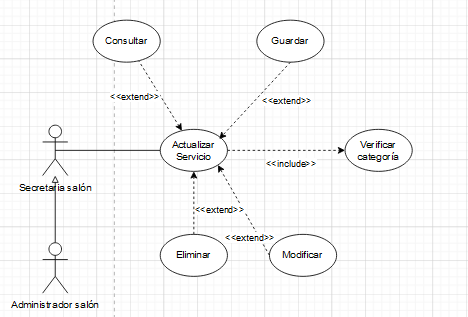 Consultar
Guardar
<<extend>>
<<extend>>
Actualizar
Servicio
Verificar
categoría
<<include>>
Secretaria salón
<<extend>>
<<extend>>
Eliminar
Modificar
Administrador salón